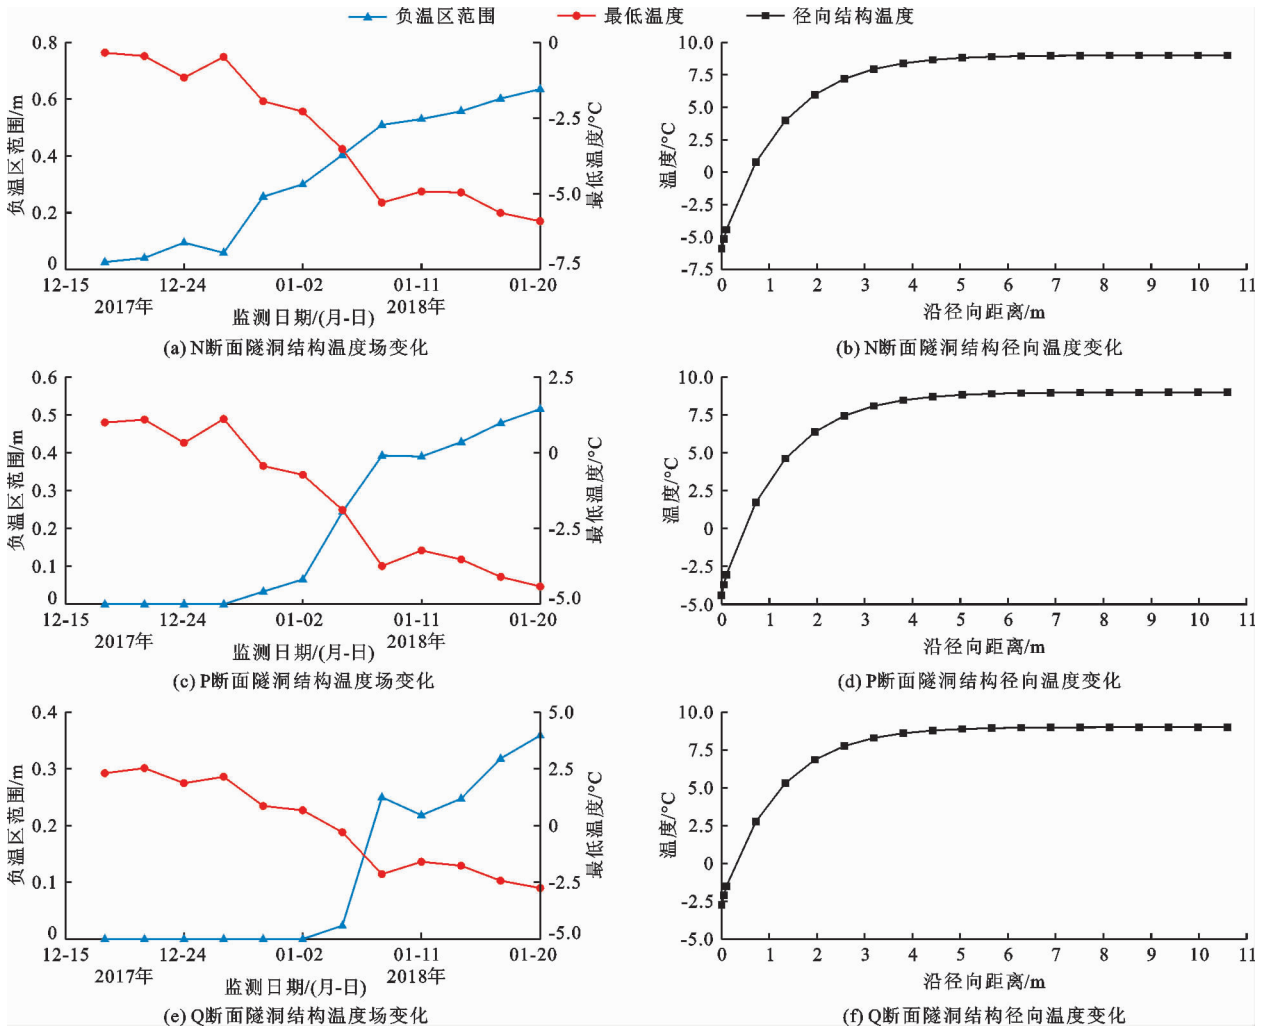 负温区范围 最低温度 径向结构温度
0.8 0.6 0.4 0.2 0
负温区范围/m
0 -2.5 -5.0 -7.5
最低温度/°C
12-15 12-24 01-02 01-11 01-20
2017年 2018年
监测日期/(月-日)
(a) N断面隧洞结构温度场变化
10.0 7.5 5.0 2.5 0 -2.5 -5.0 -7.5
温度/°C
0 1 2 3 4 5 6 7 8 9 10 11
沿径向距离/m
(b) N断面隧洞结构径向温度变化
0.6 0.5 0.4 0.3 0.2 0.1 0
负温区范围/m
2.5 0 -2.5 -5.0
最低温度/°C
12-15 12-24 01-02 01-11 01-20
2017年 2018年
监测日期/(月-日)
(c) P断面隧洞结构温度场变化
10.0 7.5 5.0 2.5 0 -2.5 -5.0
温度/°C
0 1 2 3 4 5 6 7 8 9 10 11
沿径向距离/m
(d) P断面隧洞结构径向温度变化
0.4 0.3 0.2 0.1 0
负温区范围/m
5.0 2.5 0 -2.5 -5.0
最低温度/°C
12-15 12-24 01-02 01-11 01-20
2017年 2018年
监测日期/(月-日)
(e) Q断面隧洞结构温度场变化
10.0 7.5 5.0 2.5 0 -2.5 -5.0
温度/°C
0 1 2 3 4 5 6 7 8 9 10 11
沿径向距离/m
(f) Q断面隧洞结构径向温度变化